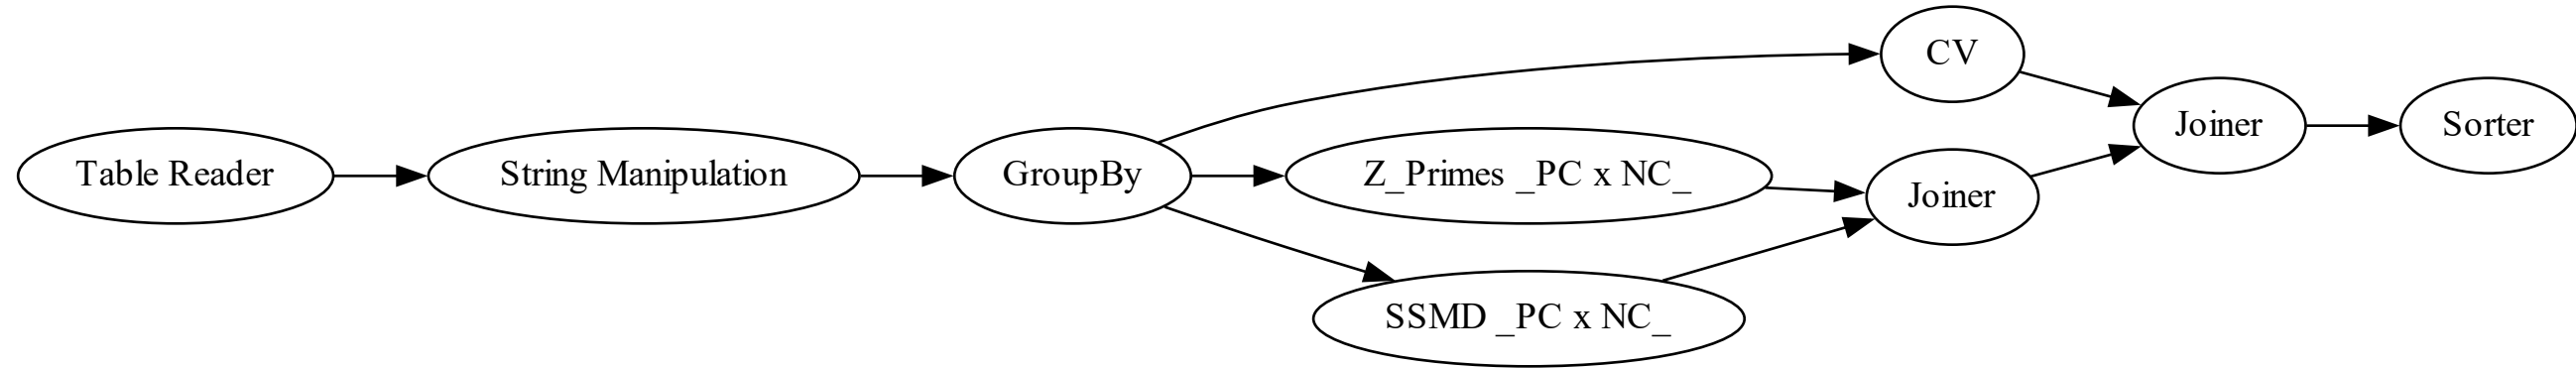 Table Reader
String Manipulation
GroupBy
CV
Z_Primes _PC x NC_
SSMD _PC x NC_
Joiner
Joiner
Sorter